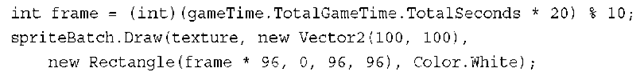 int frame = (int)(gameTime.TotalGameTime.TotalSeconds * 20) % 10;
spriteBatch.Draw(texture, new Vector2(100, 100),
    new Rectangle(frame * 96, 0, 96, 96), Color.White);